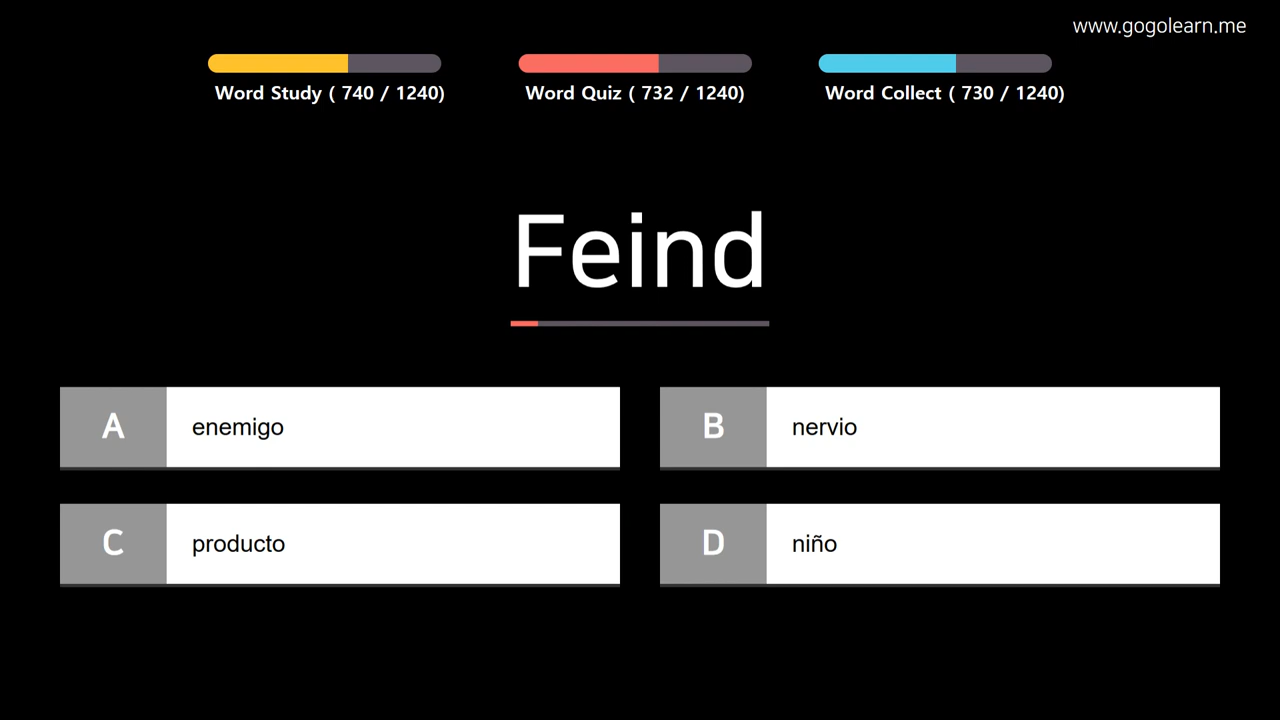 www.gogolearn.me
Word Study ( 740 / 1240)
Word Quiz ( 732 / 1240)
Word Collect ( 730 / 1240)
Feind
A enemigo
B nervio
C producto
D niño